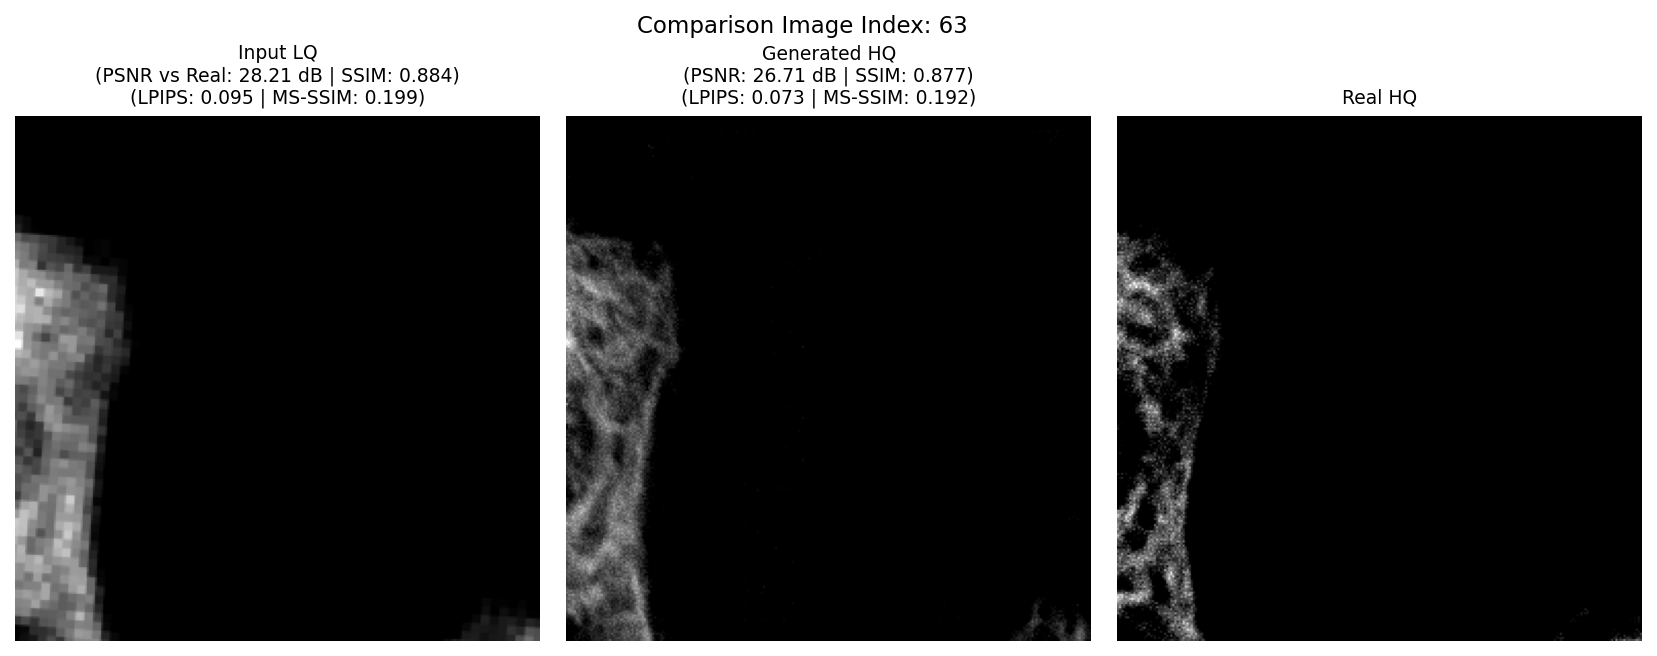 Comparison Image Index: 63
Input LQ
(PSNR vs Real: 28.21 dB | SSIM: 0.884)
(LPIPS: 0.095 | MS-SSIM: 0.199)
Generated HQ
(PSNR: 26.71 dB | SSIM: 0.877)
(LPIPS: 0.073 | MS-SSIM: 0.192)
Real HQ